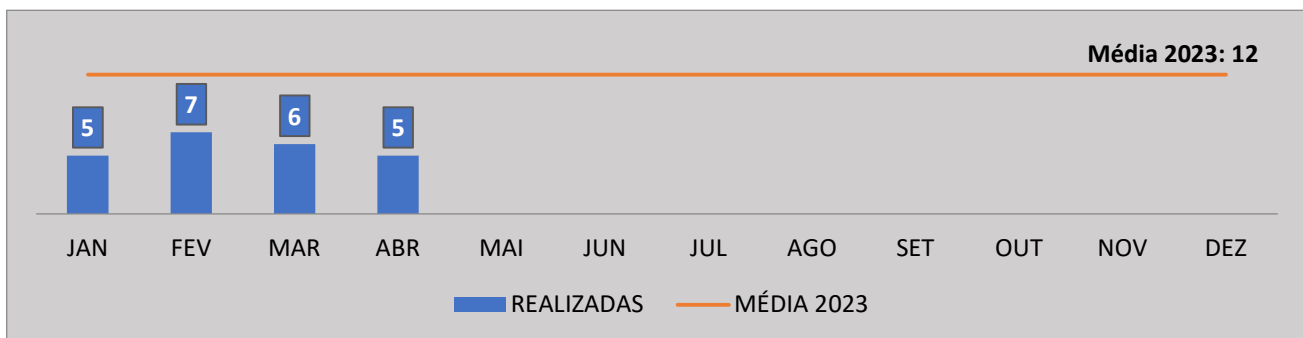 Média 2023: 12
5 7 6 5
JAN FEV MAR ABR MAI JUN JUL AGO SET OUT NOV DEZ
REALIZADAS MÉDIA 2023